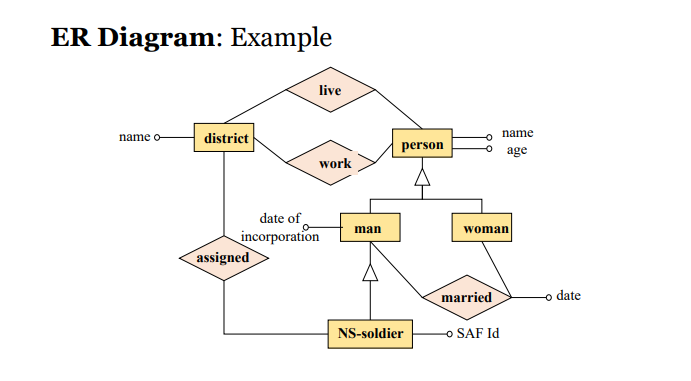 ER Diagram: Example
live
name
district
name
person
age
work
date of
incorporation
man
woman
assigned
married
date
NS-soldier
SAF Id